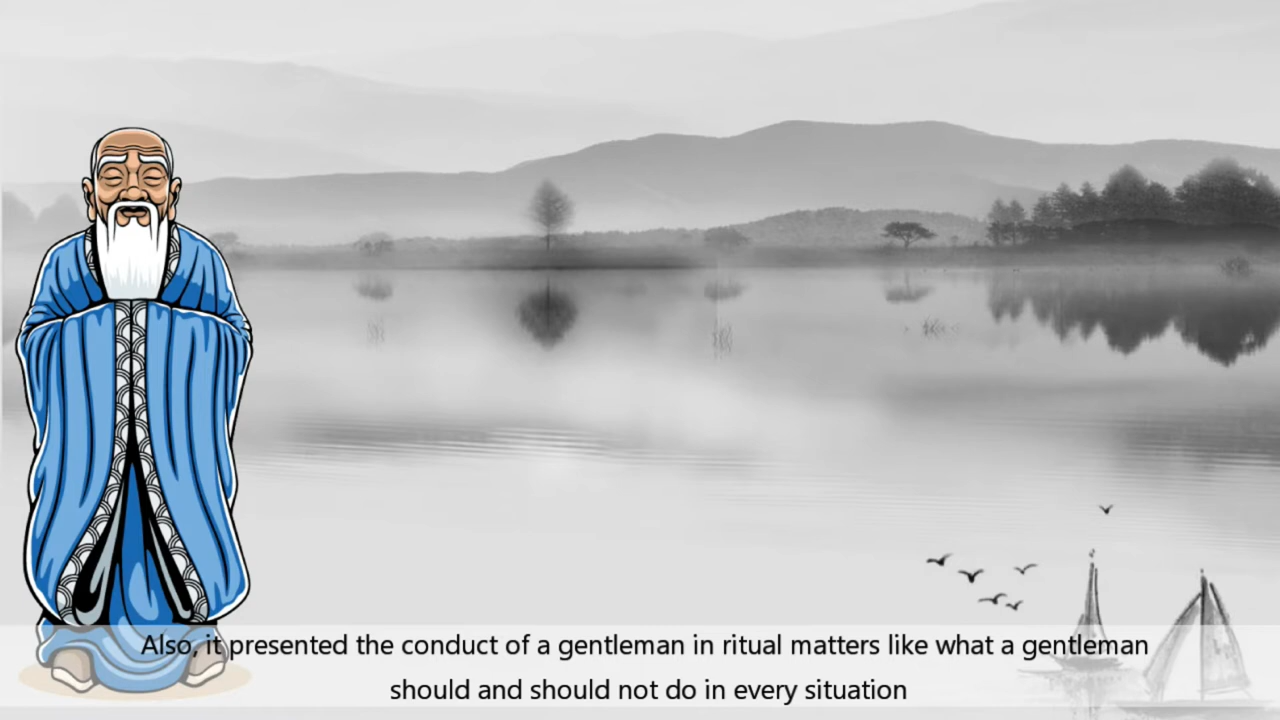 Also, it presented the conduct of a gentleman in ritual matters like what a gentleman
should and should not do in every situation